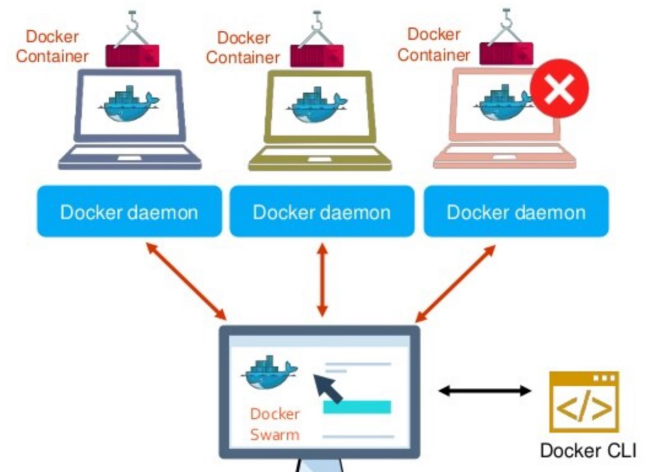 Docker
Container
Docker
Container
Docker
Container
Docker daemon
Docker daemon
Docker daemon
Docker
Swarm
</>
Docker CLI